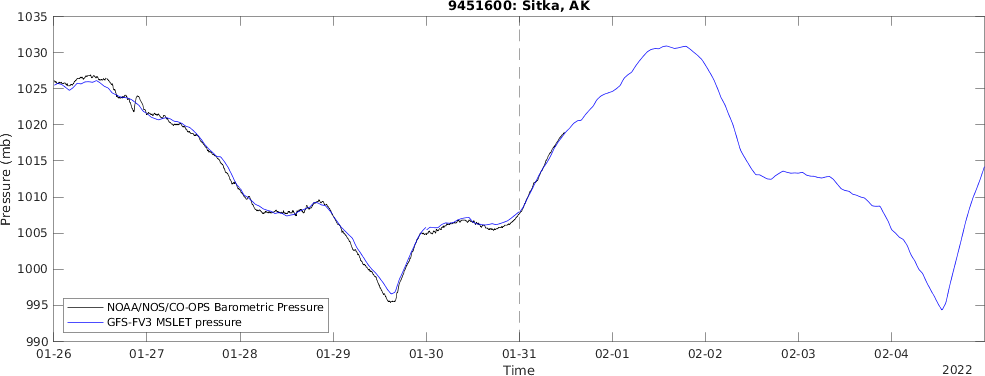 9451600: Sitka, AK
Pressure (mb)
1035
1030
1025
1020
1015
1010
1005
1000
995
990
NOAA/NOS/CO-OPS Barometric Pressure
GFS-FV3 MSLET pressure
01-26 01-27 01-28 01-29 01-30 01-31 02-01 02-02 02-03 02-04
Time
2022